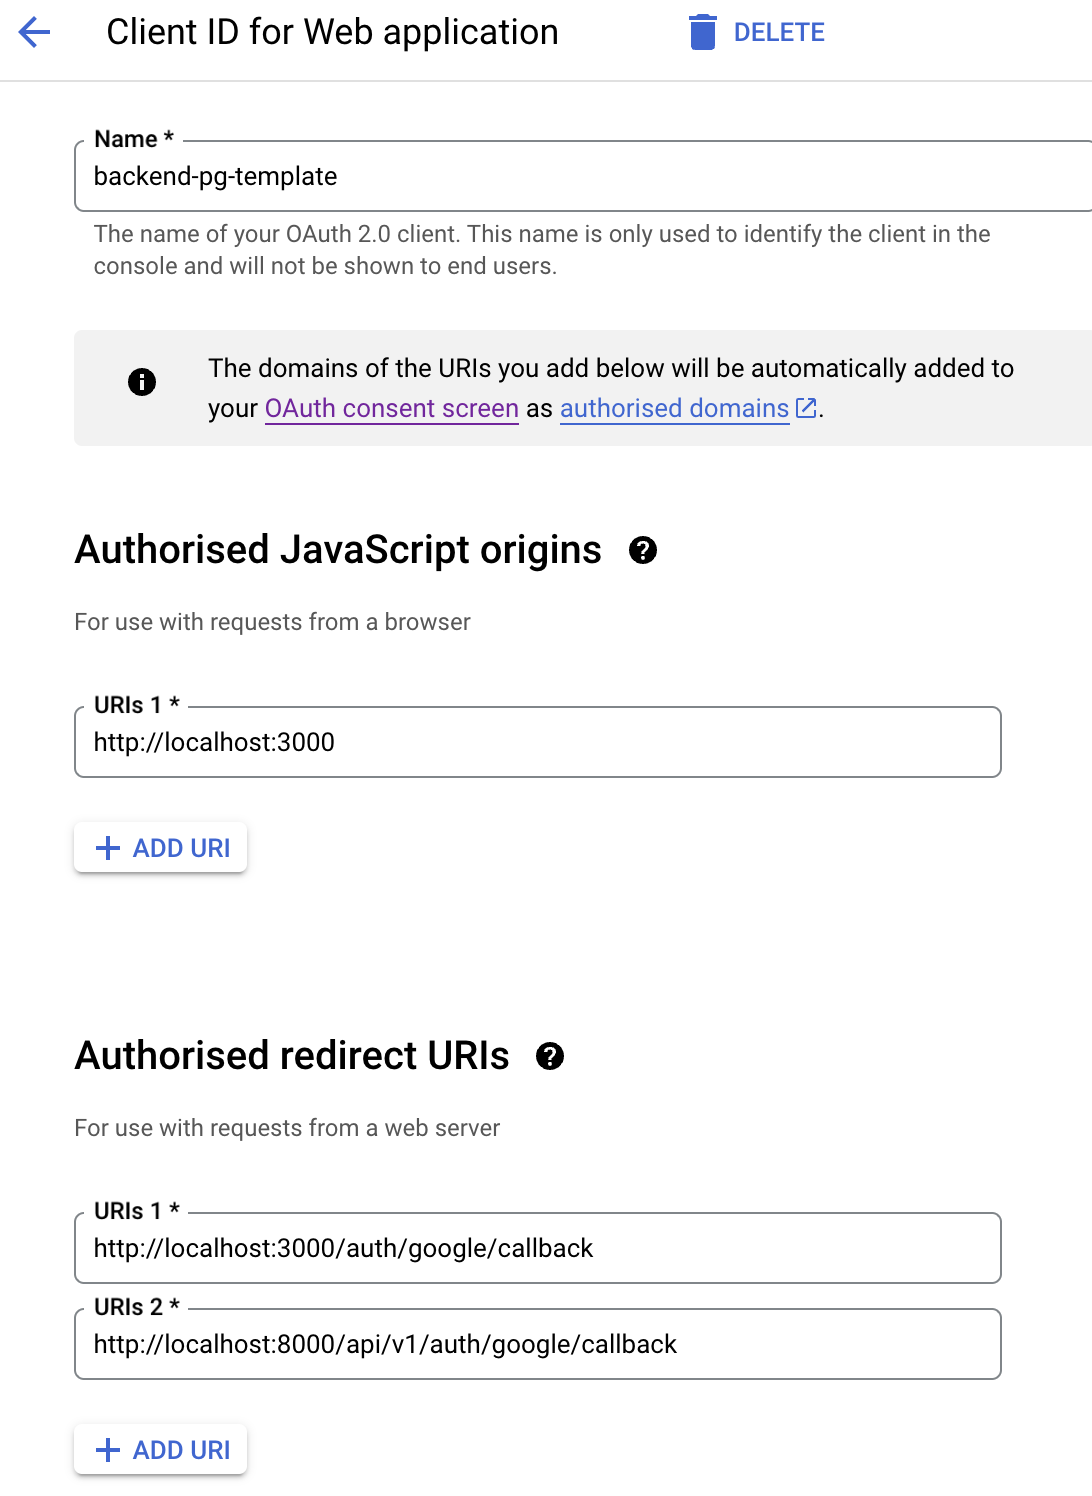 Client ID for Web application
DELETE
Name *
backend-pg-template
The name of your OAuth 2.0 client. This name is only used to identify the client in the
console and will not be shown to end users.
The domains of the URIs you add below will be automatically added to
your OAuth consent screen as authorised domains.
Authorised JavaScript origins
For use with requests from a browser
URIs 1 *
http://localhost:3000
ADD URI
Authorised redirect URIs
For use with requests from a web server
URIs 1 *
http://localhost:3000/auth/google/callback
URIs 2 *
http://localhost:8000/api/v1/auth/google/callback
ADD URI